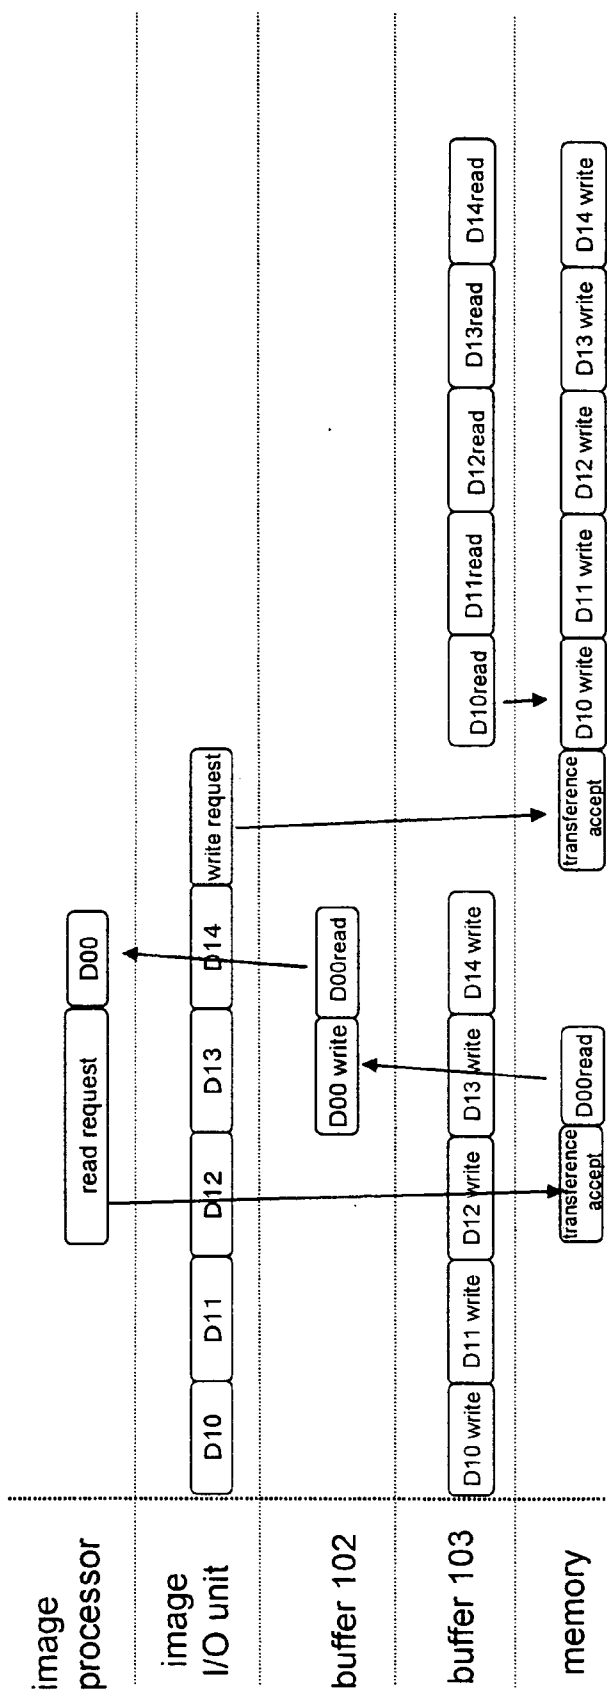 image
processor
read request
D00
image
I/O unit
D10
D11
D12
D13
D14
write request
buffer 102
D00 write
D00read
buffer 103
D10 write
D11 write
D12 write
D13 write
D14 write
D10read
D11read
D12read
D13read
D14read
memory
transference
accept
D00read
transference
accept
D10 write
D11 write
D12 write
D13 write
D14 write